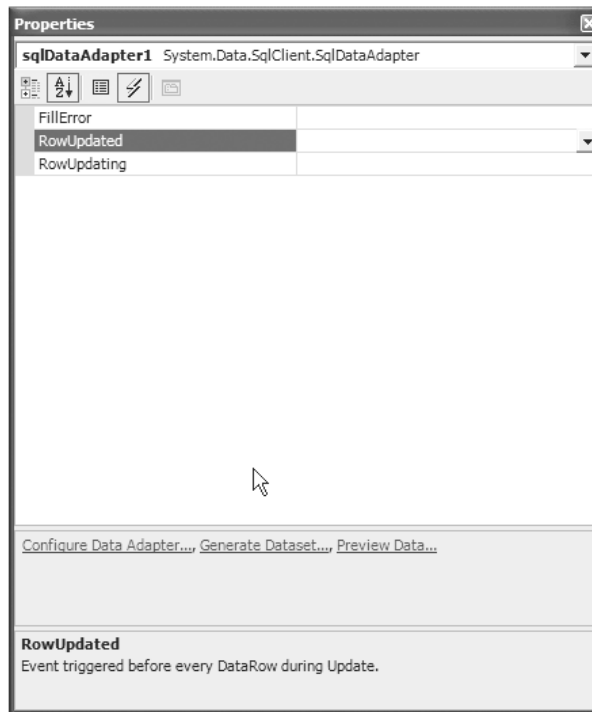 Properties
sqlDataAdapter1 System.Data.SqlClient.SqlDataAdapter
FillError
RowUpdated
RowUpdating
Configure Data Adapter..., Generate Dataset..., Preview Data...
RowUpdated
Event triggered before every DataRow during Update.